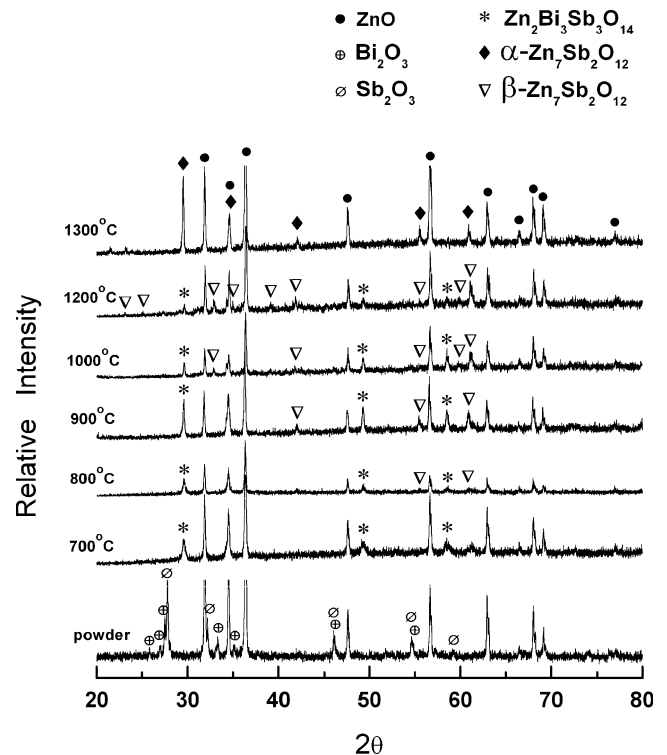 ZnO
Bi₂O₃
Sb₂O₃
Zn₂Bi₃Sb₃O₁₄
α-Zn₇Sb₂O₁₂
β-Zn₇Sb₂O₁₂
Relative Intensity
1300°C
1200°C
1000°C
900°C
800°C
700°C
powder
20 30 40 50 60 70 80
2θ